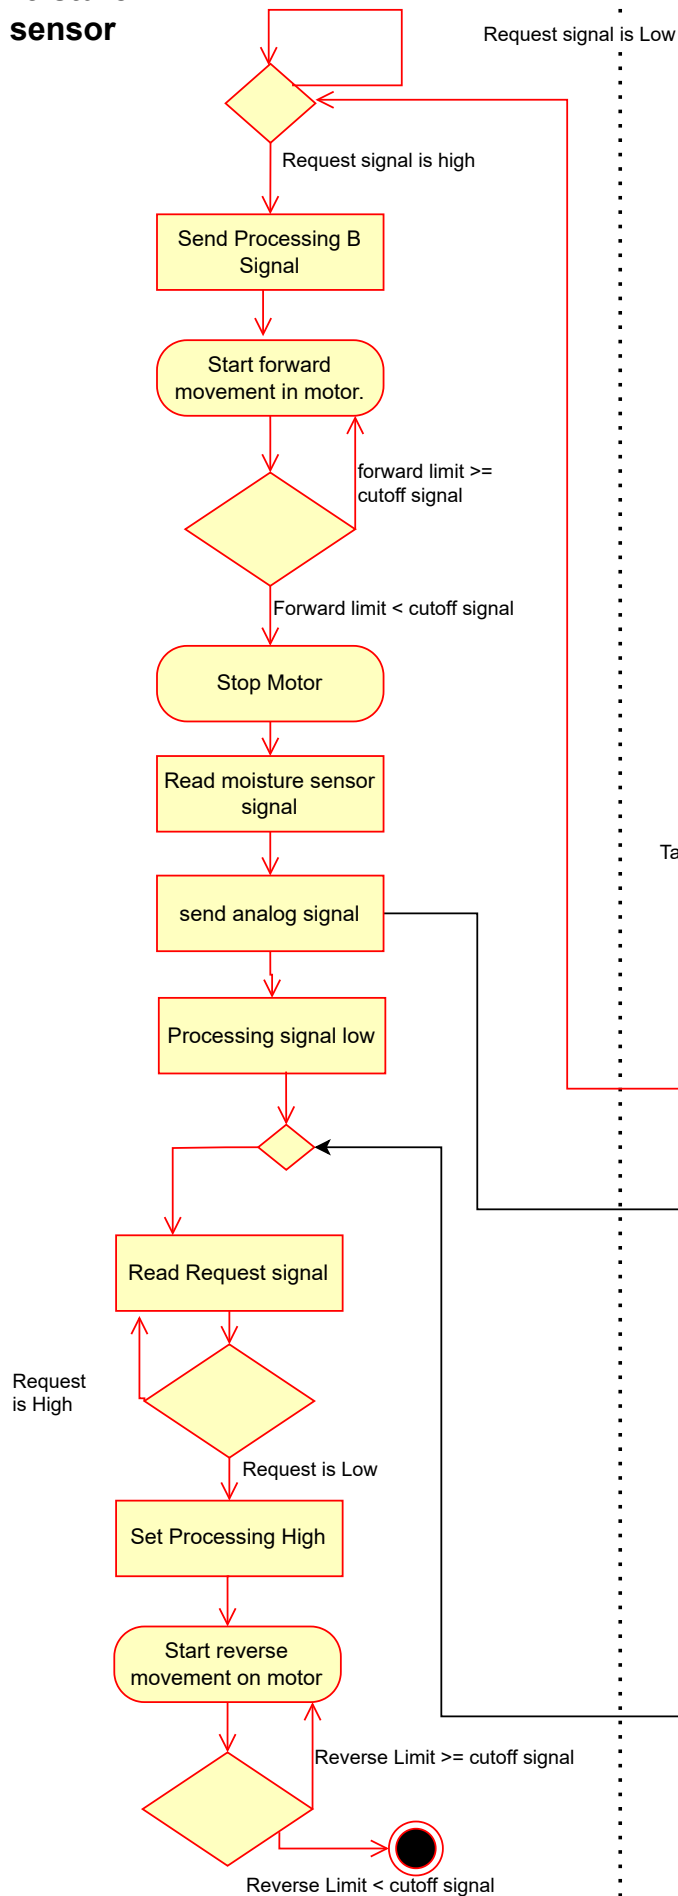 sensor
Request signal is Low
Request signal is high
Send Processing B
Signal
Start forward
movement in motor.
forward limit >=
cutoff signal
Forward limit < cutoff signal
Stop Motor
Read moisture sensor
signal
Ta
send analog signal
Processing signal low
Read Request signal
Request
is High
Request is Low
Set Processing High
Start reverse
movement on motor
Reverse Limit >= cutoff signal
Reverse Limit < cutoff signal